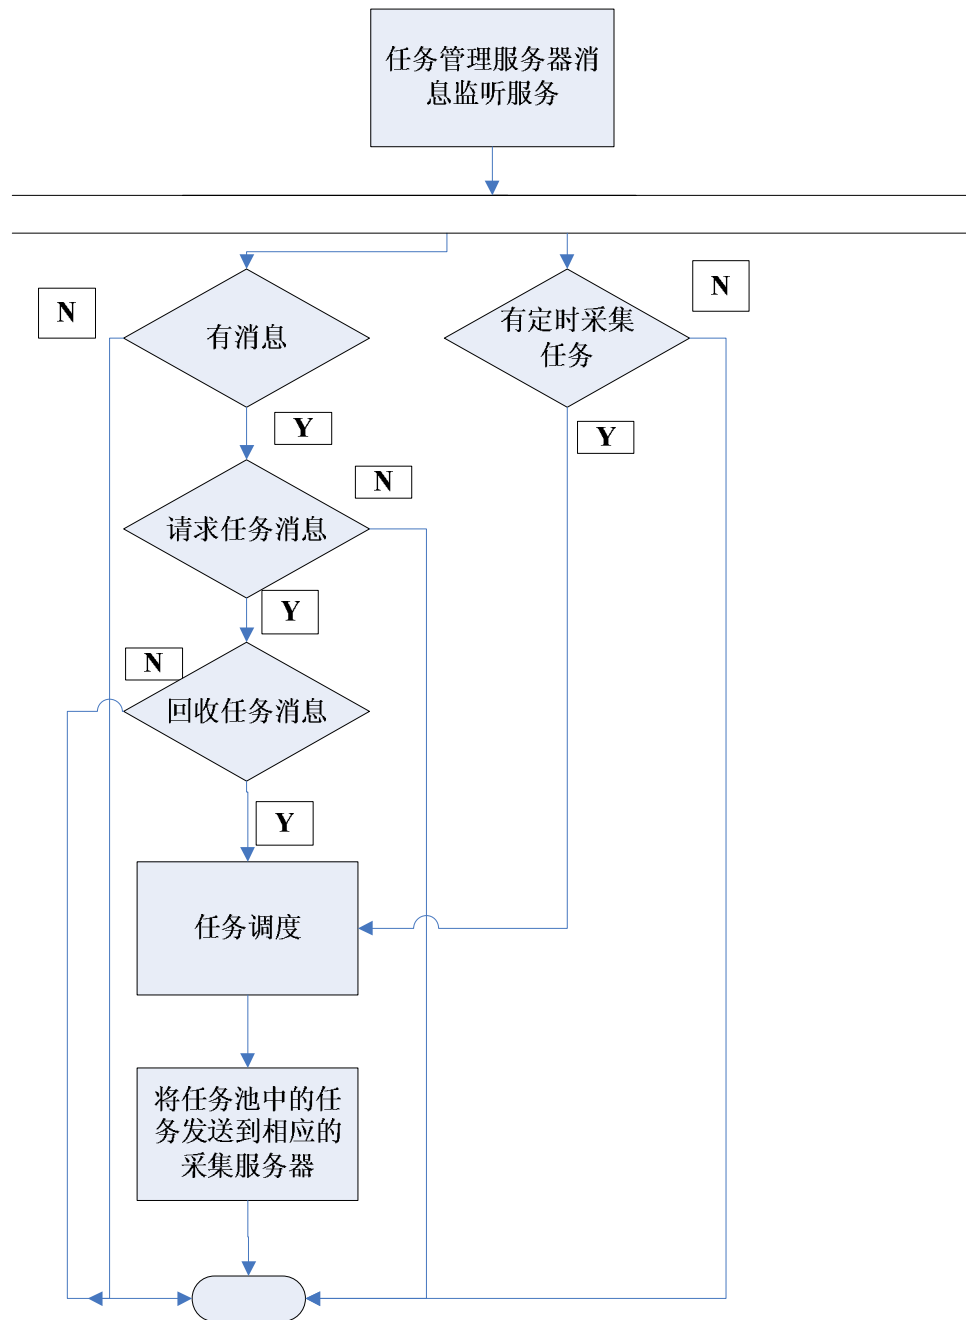 任务管理服务器消
息监听服务
N
有消息
有定时采集
任务
N
Y
Y
请求任务消息
N
Y
N
回收任务消息
Y
任务调度
将任务池中的任
务发送到相应的
采集服务器